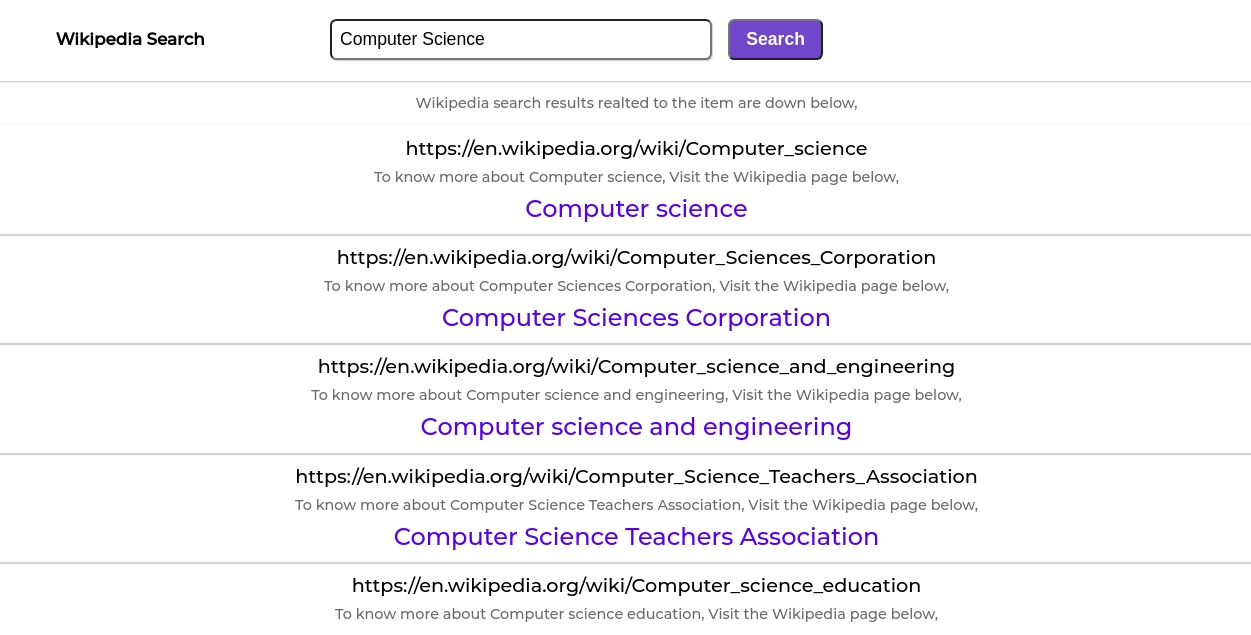 Wikipedia Search
Computer Science
Search
Wikipedia search results realted to the item are down below,
https://en.wikipedia.org/wiki/Computer_science
To know more about Computer science, Visit the Wikipedia page below,
Computer science
https://en.wikipedia.org/wiki/Computer_Sciences_Corporation
To know more about Computer Sciences Corporation, Visit the Wikipedia page below,
Computer Sciences Corporation
https://en.wikipedia.org/wiki/Computer_science_and_engineering
To know more about Computer science and engineering, Visit the Wikipedia page below,
Computer science and engineering
https://en.wikipedia.org/wiki/Computer_Science_Teachers_Association
To know more about Computer Science Teachers Association, Visit the Wikipedia page below,
Computer Science Teachers Association
https://en.wikipedia.org/wiki/Computer_science_education
To know more about Computer science education, Visit the Wikipedia page below,